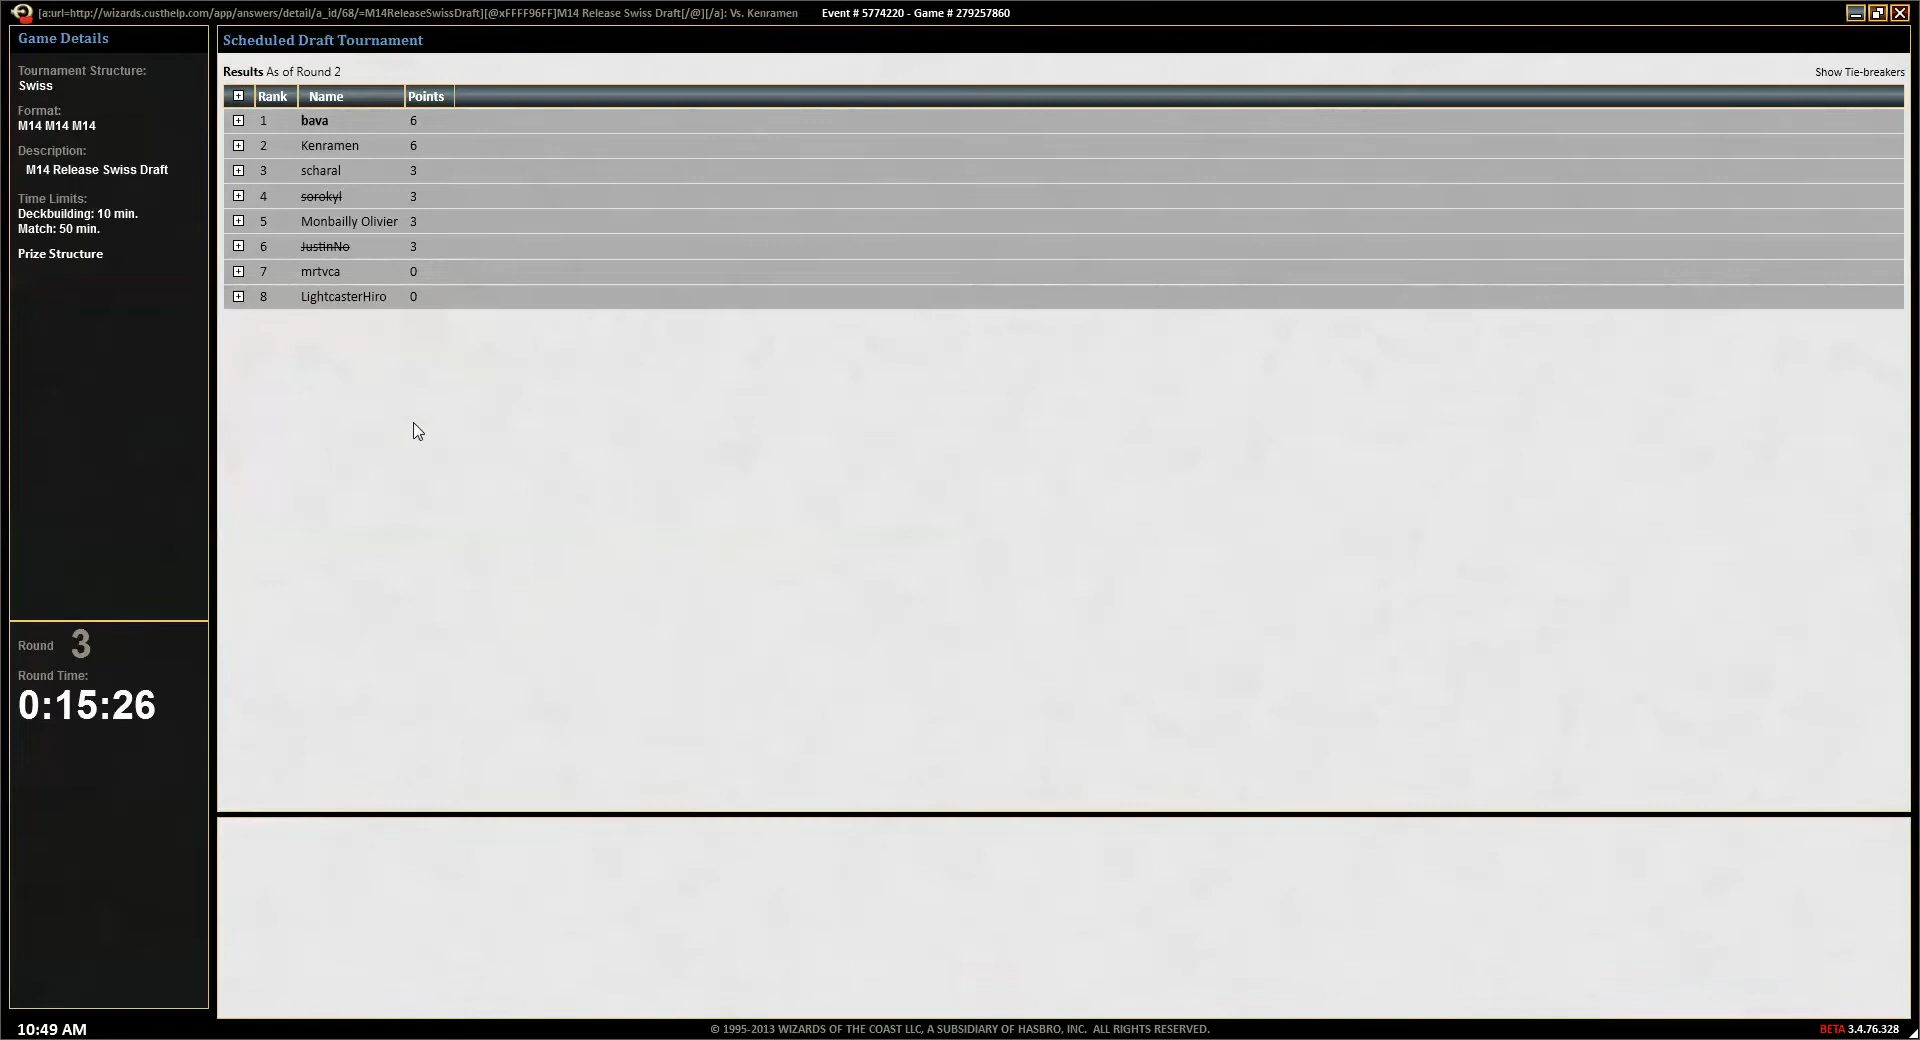 [a:url=http://wizards.custhelp.com/app/answers/detail/a_id/68/=M14ReleaseSwissDraft][@xFFFF96FF]M14 Release Swiss Draft[/@][/a]: Vs. Kenramen Event # 5774220 - Game # 279257860
Game Details
Tournament Structure:
Swiss
Format:
M14 M14 M14
Description:
M14 Release Swiss Draft
Time Limits:
Deckbuilding: 10 min.
Match: 50 min.
Prize Structure
Round 3
Round Time:
0:15:26
10:49 AM
Scheduled Draft Tournament
Results As of Round 2 Show Tie-breakers
Rank Name Points
1 bava 6
2 Kenramen 6
3 scharal 3
4 sorokyl 3
5 Monbailly Olivier 3
6 JustinNo 3
7 mrtvca 0
8 LightcasterHiro 0
© 1995-2013 WIZARDS OF THE COAST LLC, A SUBSIDIARY OF HASBRO, INC. ALL RIGHTS RESERVED.
BETA 3.4.76.328